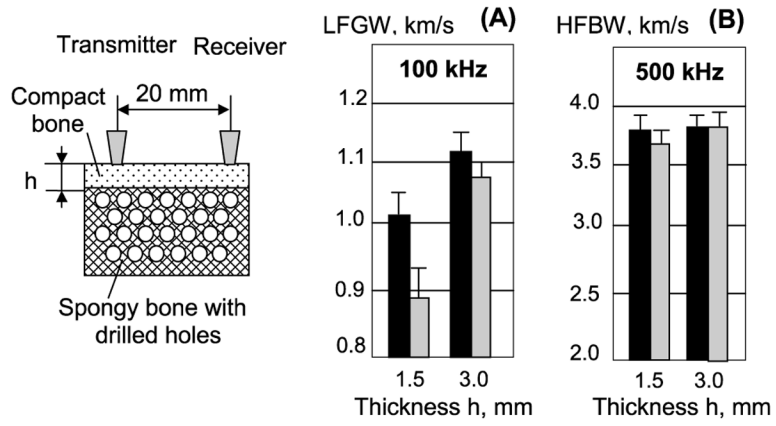 Transmitter Receiver
20 mm
Compact
bone
h
Spongy bone with
drilled holes
LFGW, km/s (A)
100 kHz
1.2
1.1
1.0
0.9
0.8
1.5 3.0
Thickness h, mm
HFBW, km/s (B)
500 kHz
4.0
3.5
3.0
2.5
2.0
1.5 3.0
Thickness h, mm